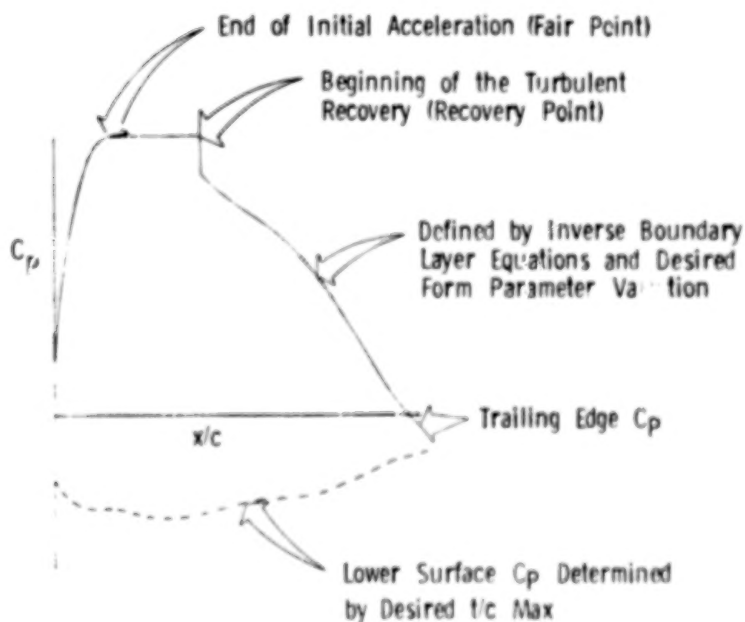 End of Initial Acceleration (Fair Point)
Beginning of the Turbulent
Recovery (Recovery Point)
Cp
Defined by Inverse Boundary
Layer Equations and Desired
Form Parameter
Trailing Edge Cp
x/c
Lower Surface Cp Determined
by Desired t/c Max